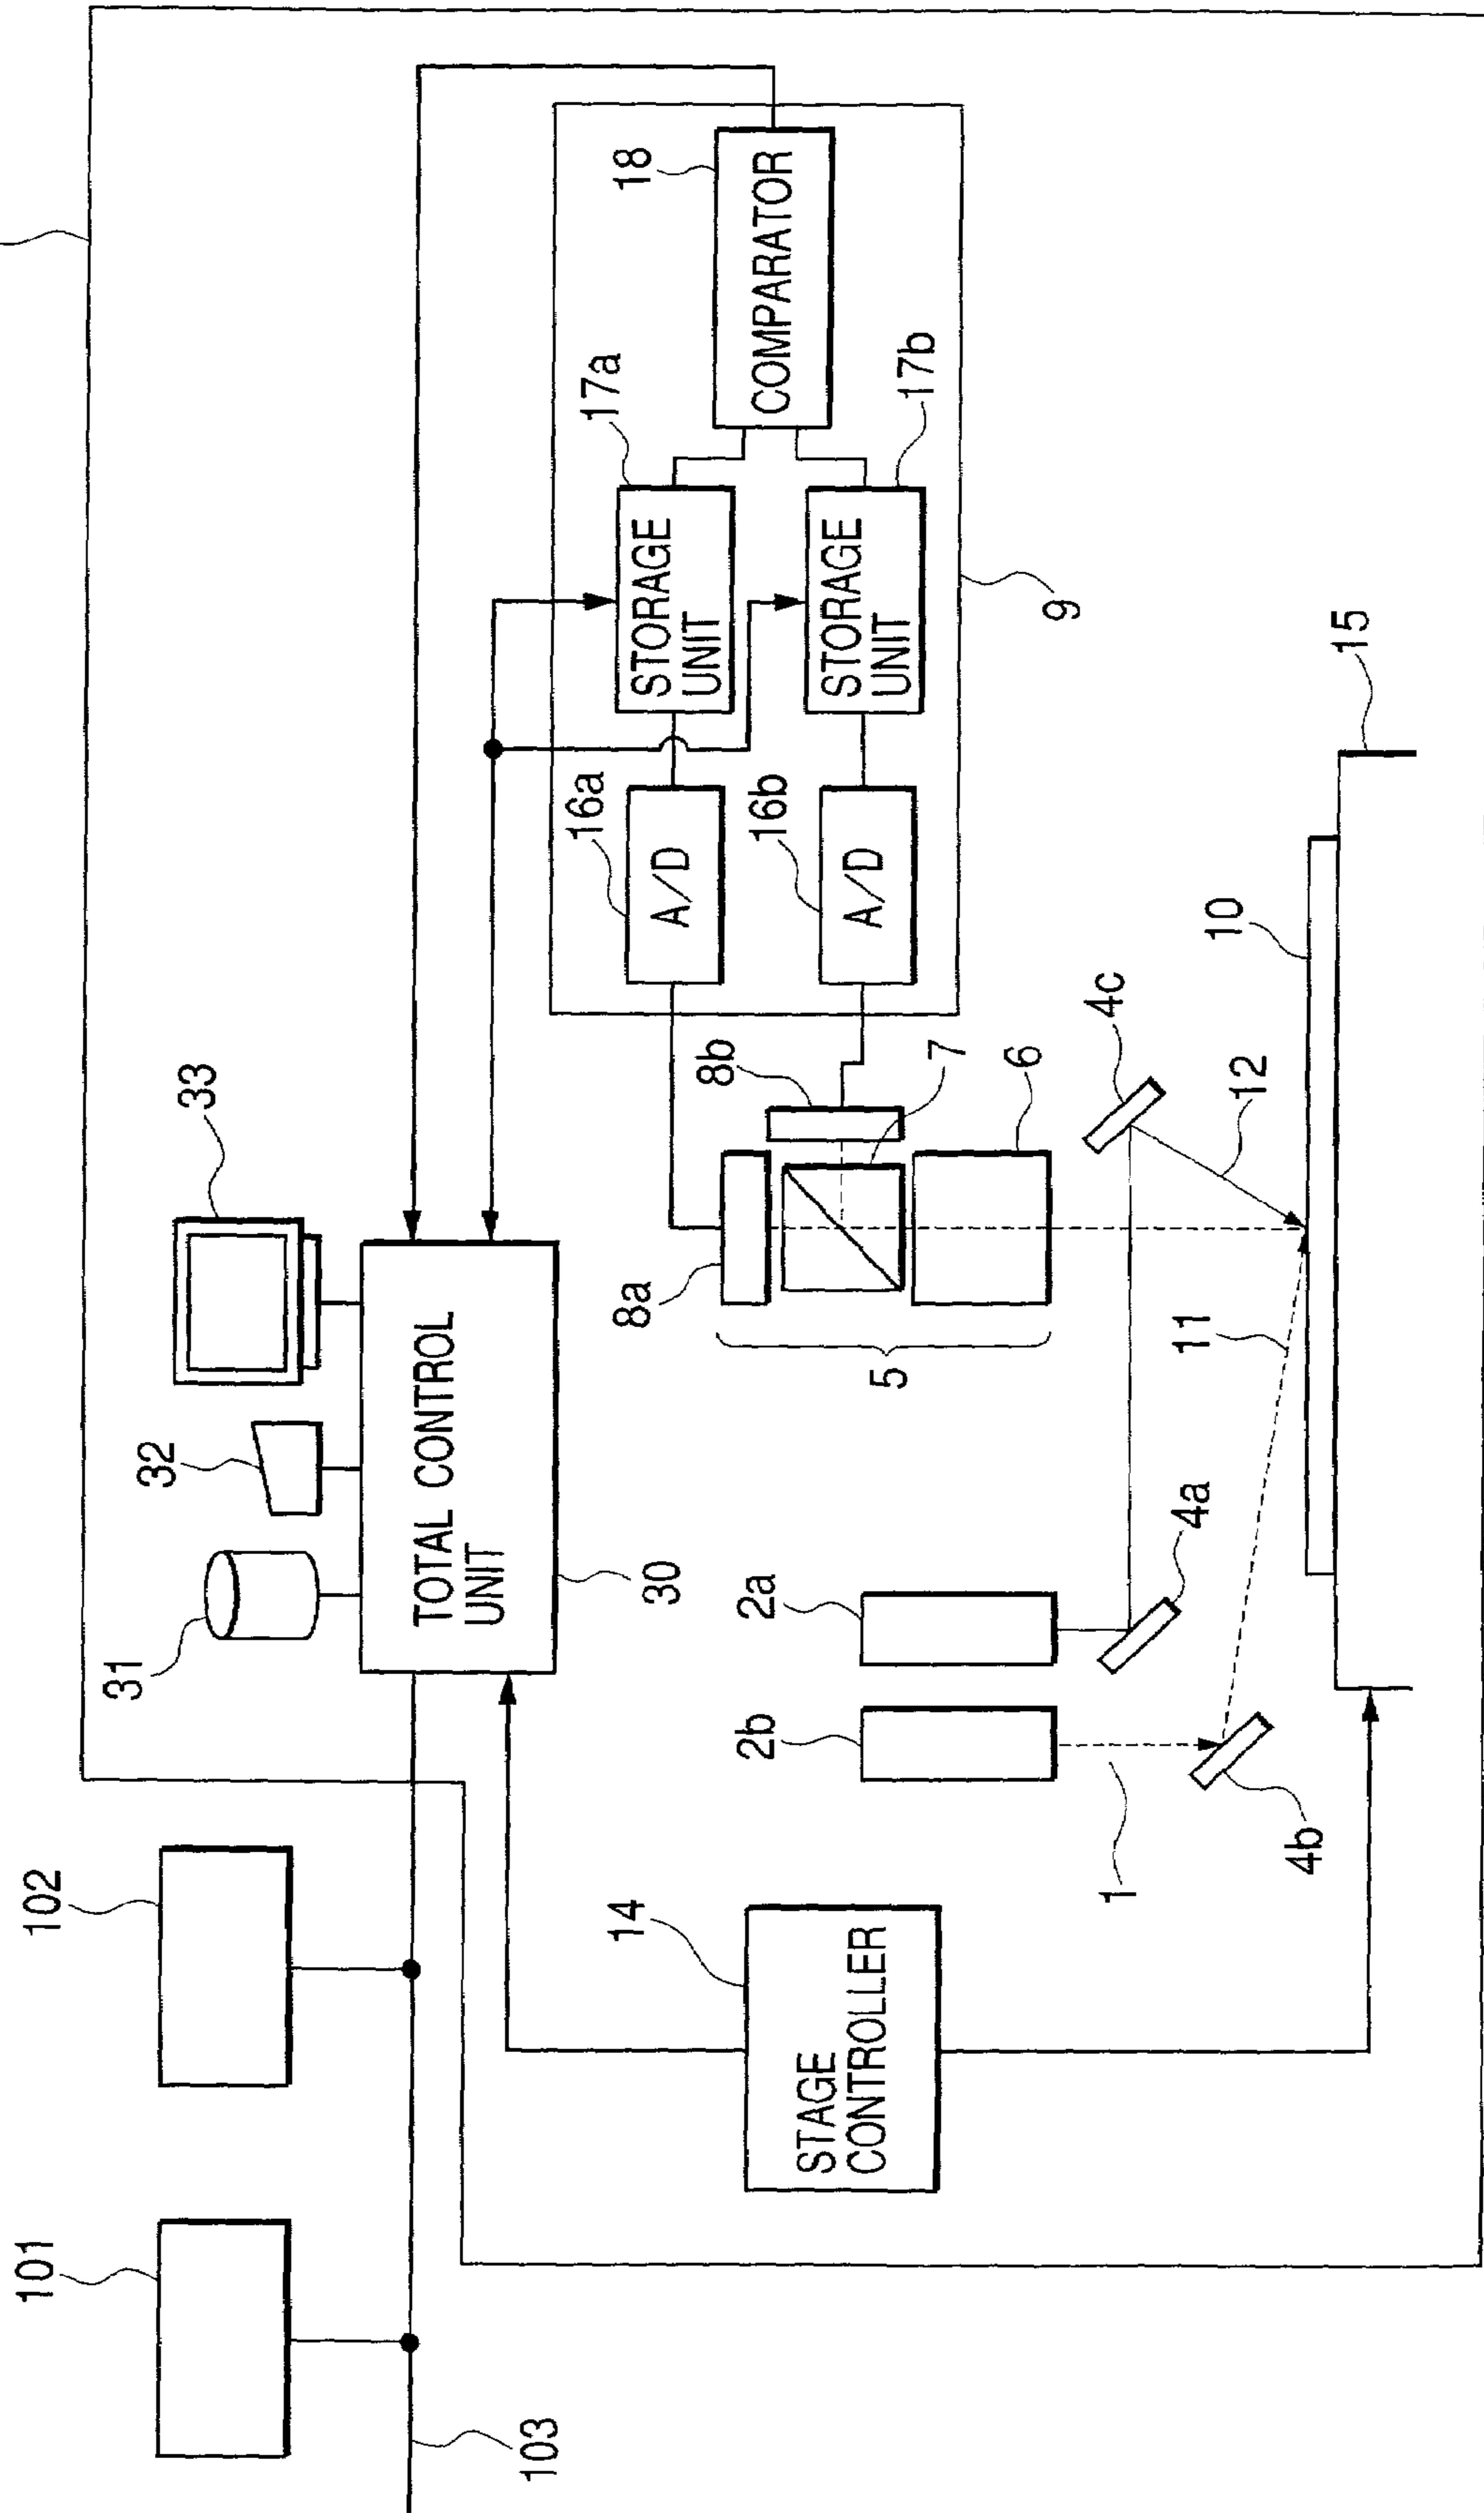 101
102
103
31
32
33
TOTAL CONTROL
UNIT
30
14
STAGE
CONTROLLER
2b
2a
1
4b
4a
11
8a
8b
5
7
6
4c
12
10
15
16a
A/D
16b
A/D
17a
STORAGE
UNIT
17b
STORAGE
UNIT
18
COMPARATOR
9